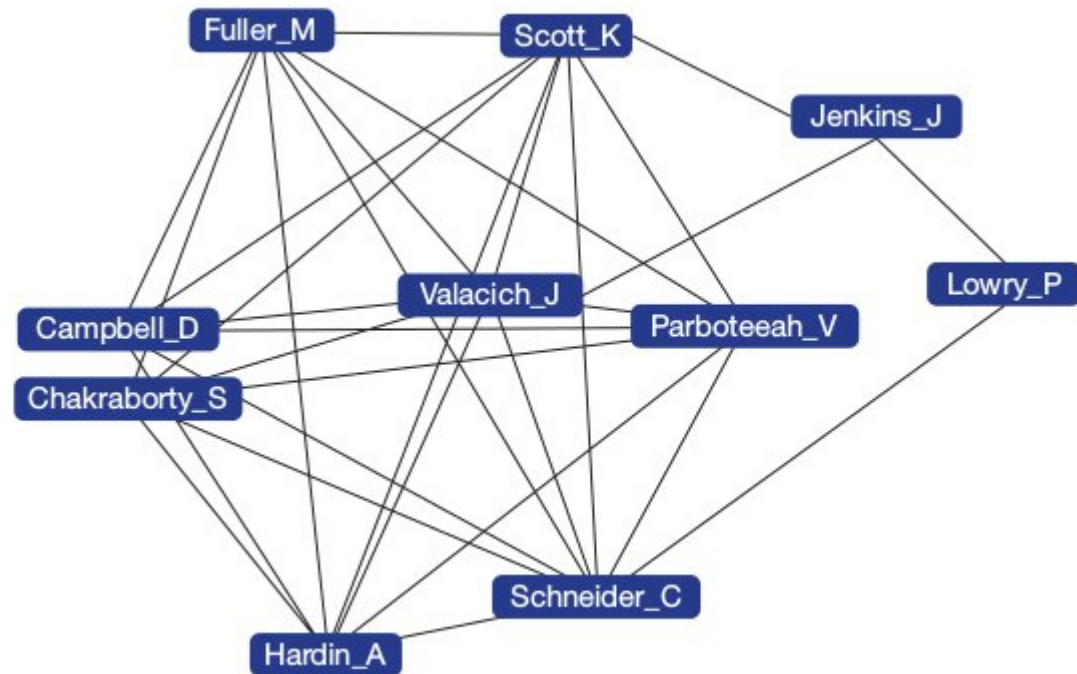 Fuller_M
Scott_K
Jenkins_J
Lowry_P
Valacich_J
Campbell_D
Parboteeah_V
Chakraborty_S
Schneider_C
Hardin_A